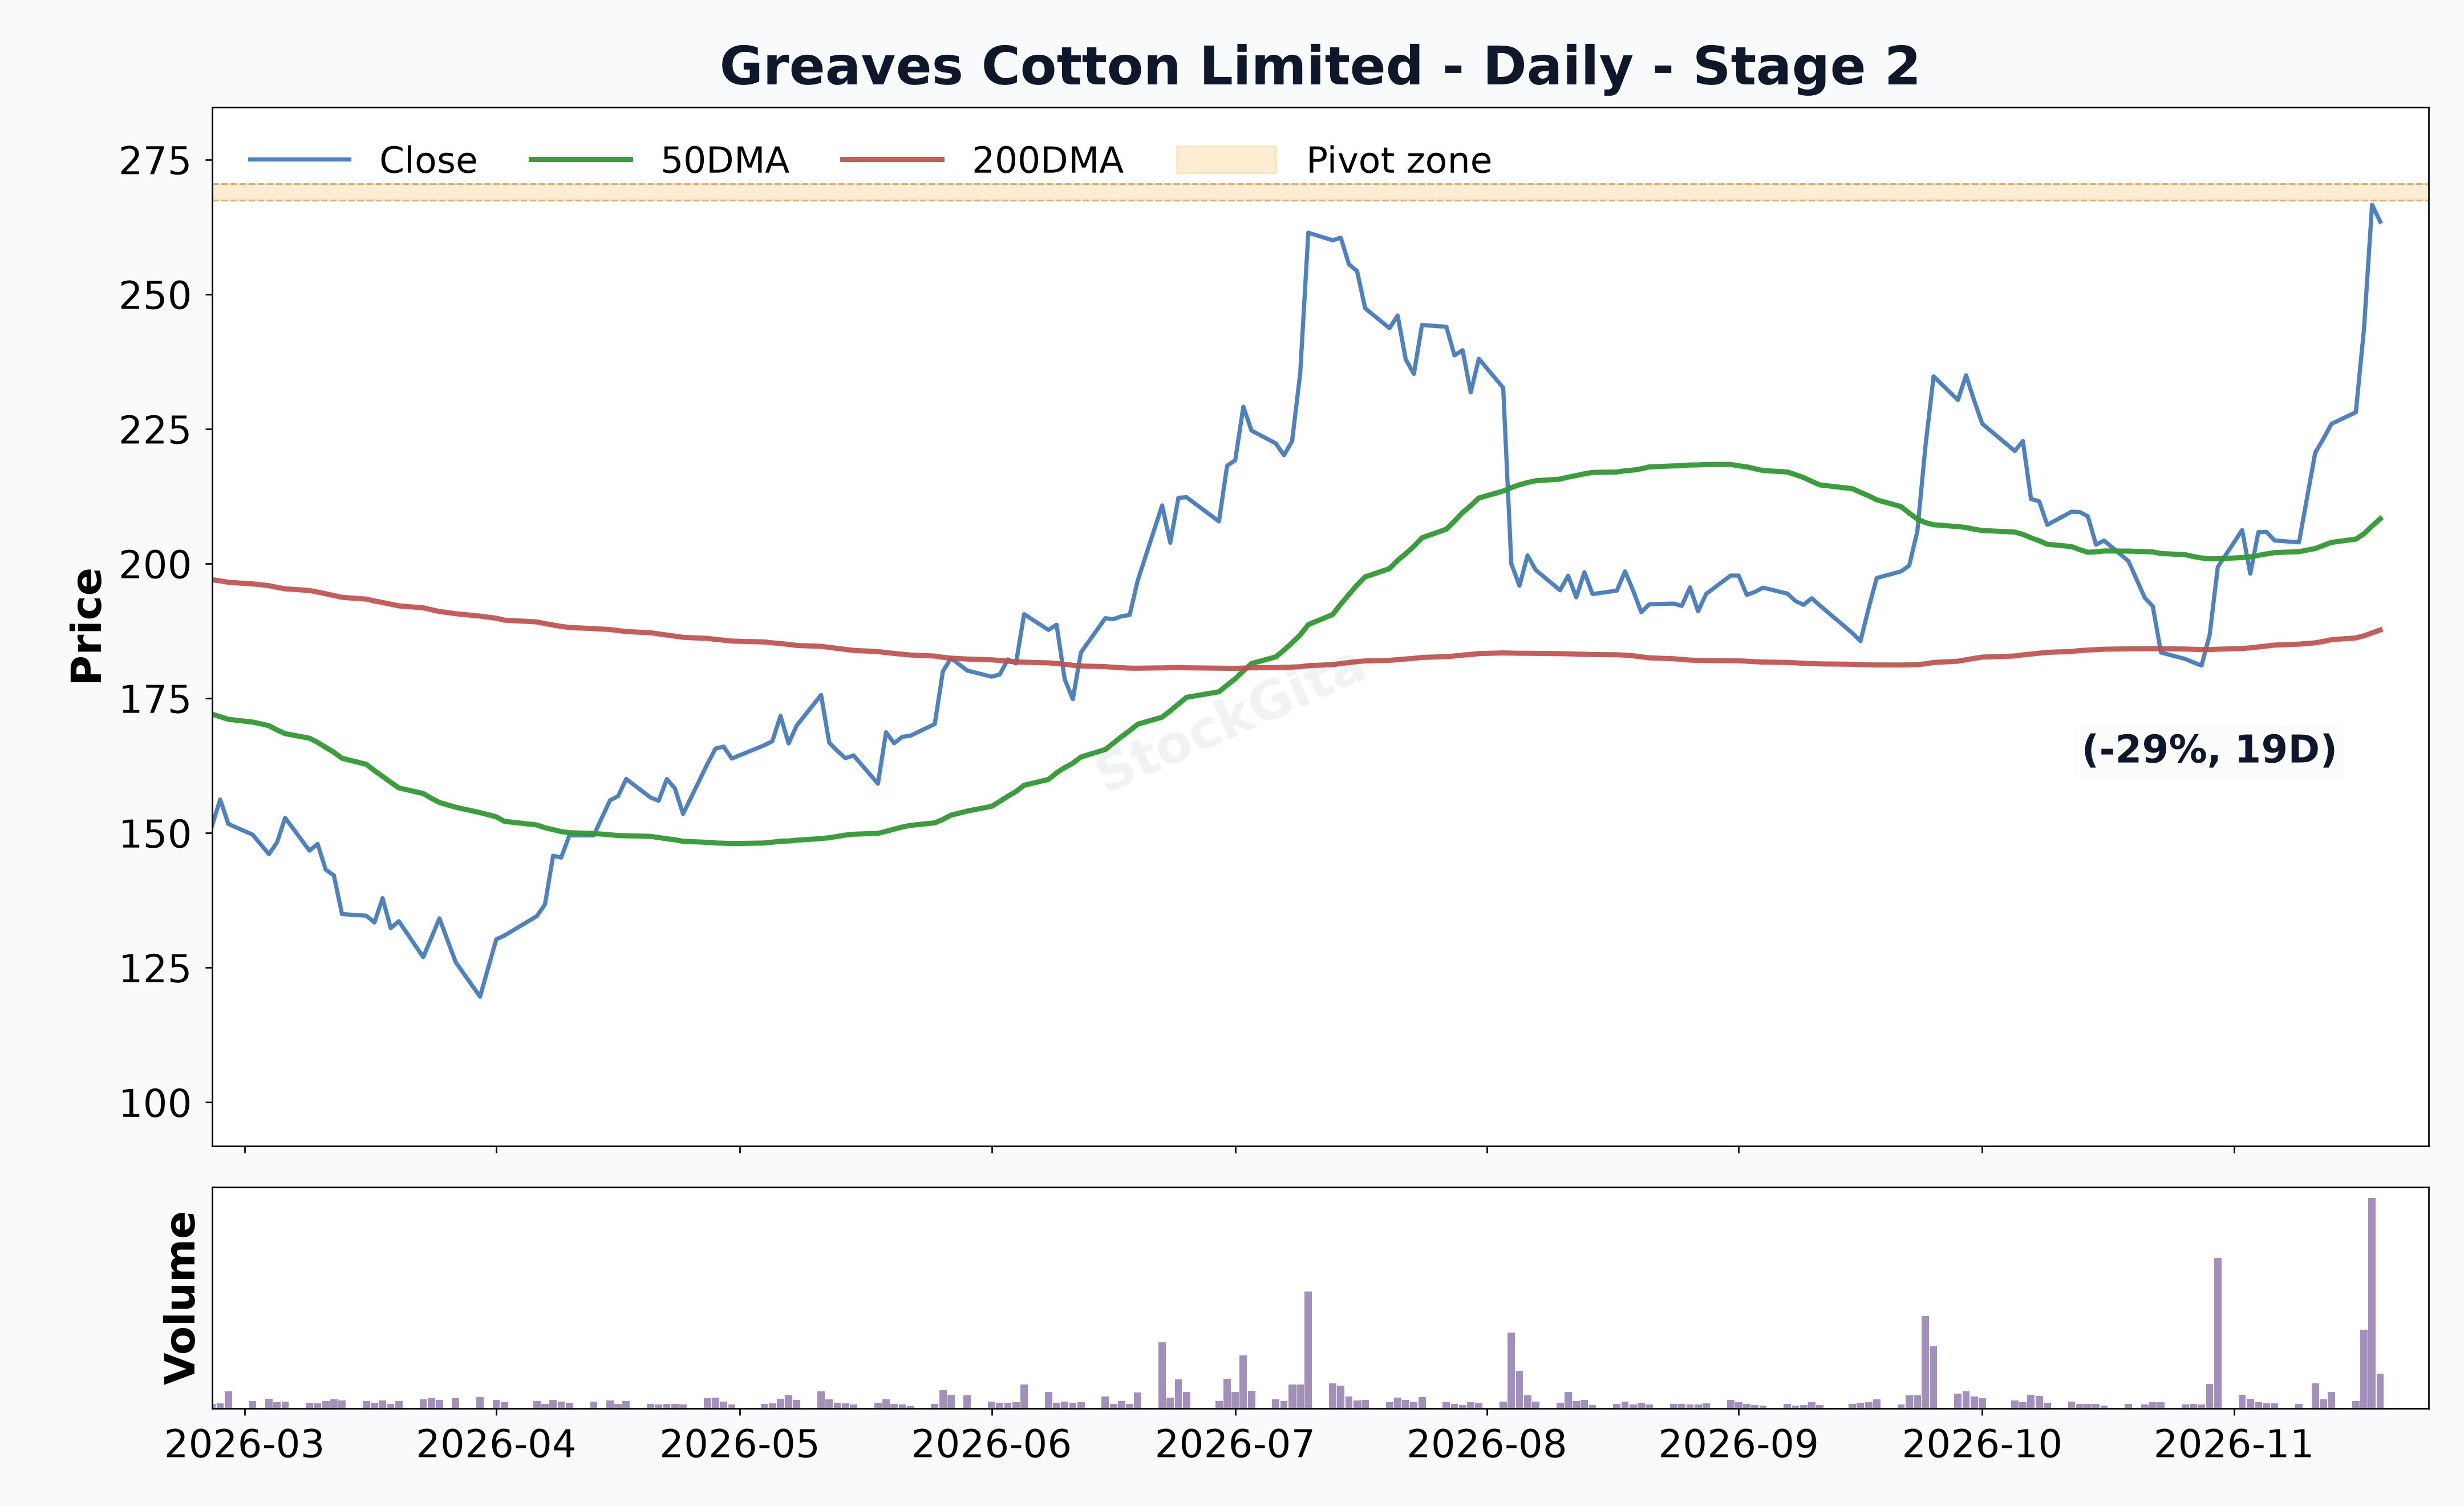 Greaves Cotton Limited - Daily - Stage 2
Close 50DMA 200DMA Pivot zone
275
250
225
200
175
150
125
100
Price
StockGita
(-29%, 19D)
Volume
2026-03 2026-04 2026-05 2026-06 2026-07 2026-08 2026-09 2026-10 2026-11